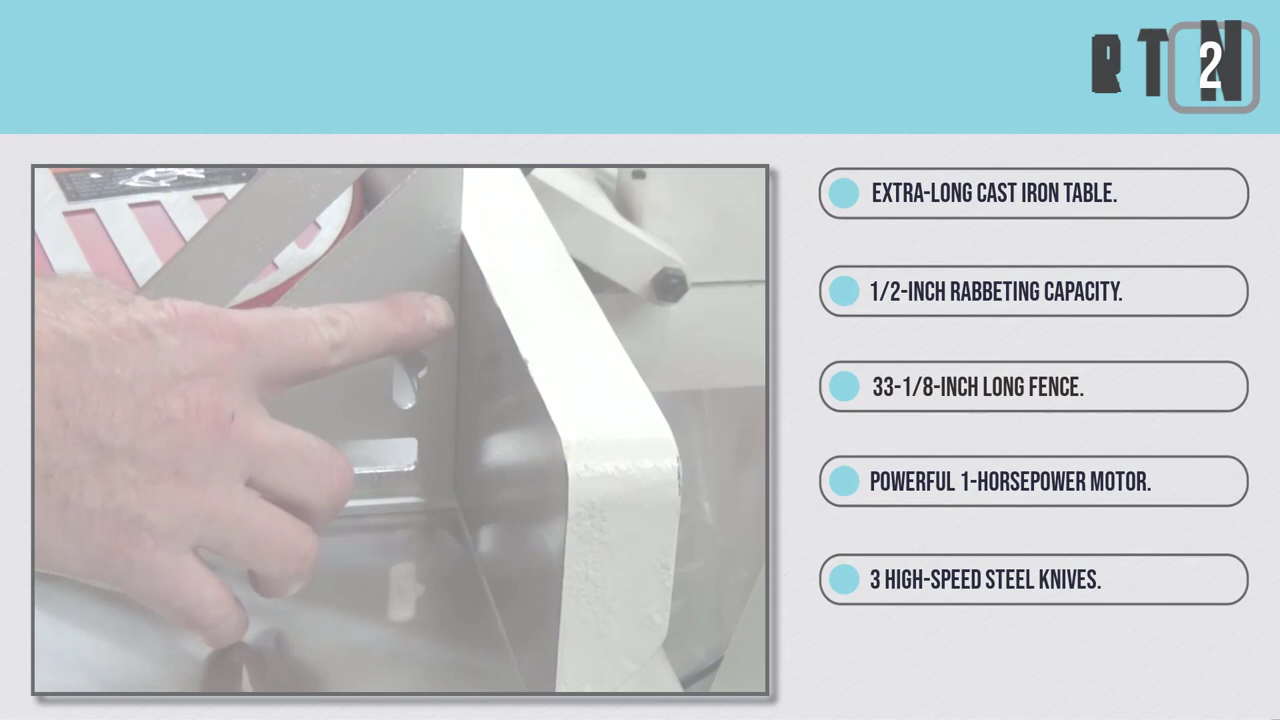 R T N
2
EXTRA-LONG CAST IRON TABLE.
1/2-INCH RABBETING CAPACITY.
33-1/8-INCH LONG FENCE.
POWERFUL 1-HORSEPOWER MOTOR.
3 HIGH-SPEED STEEL KNIVES.